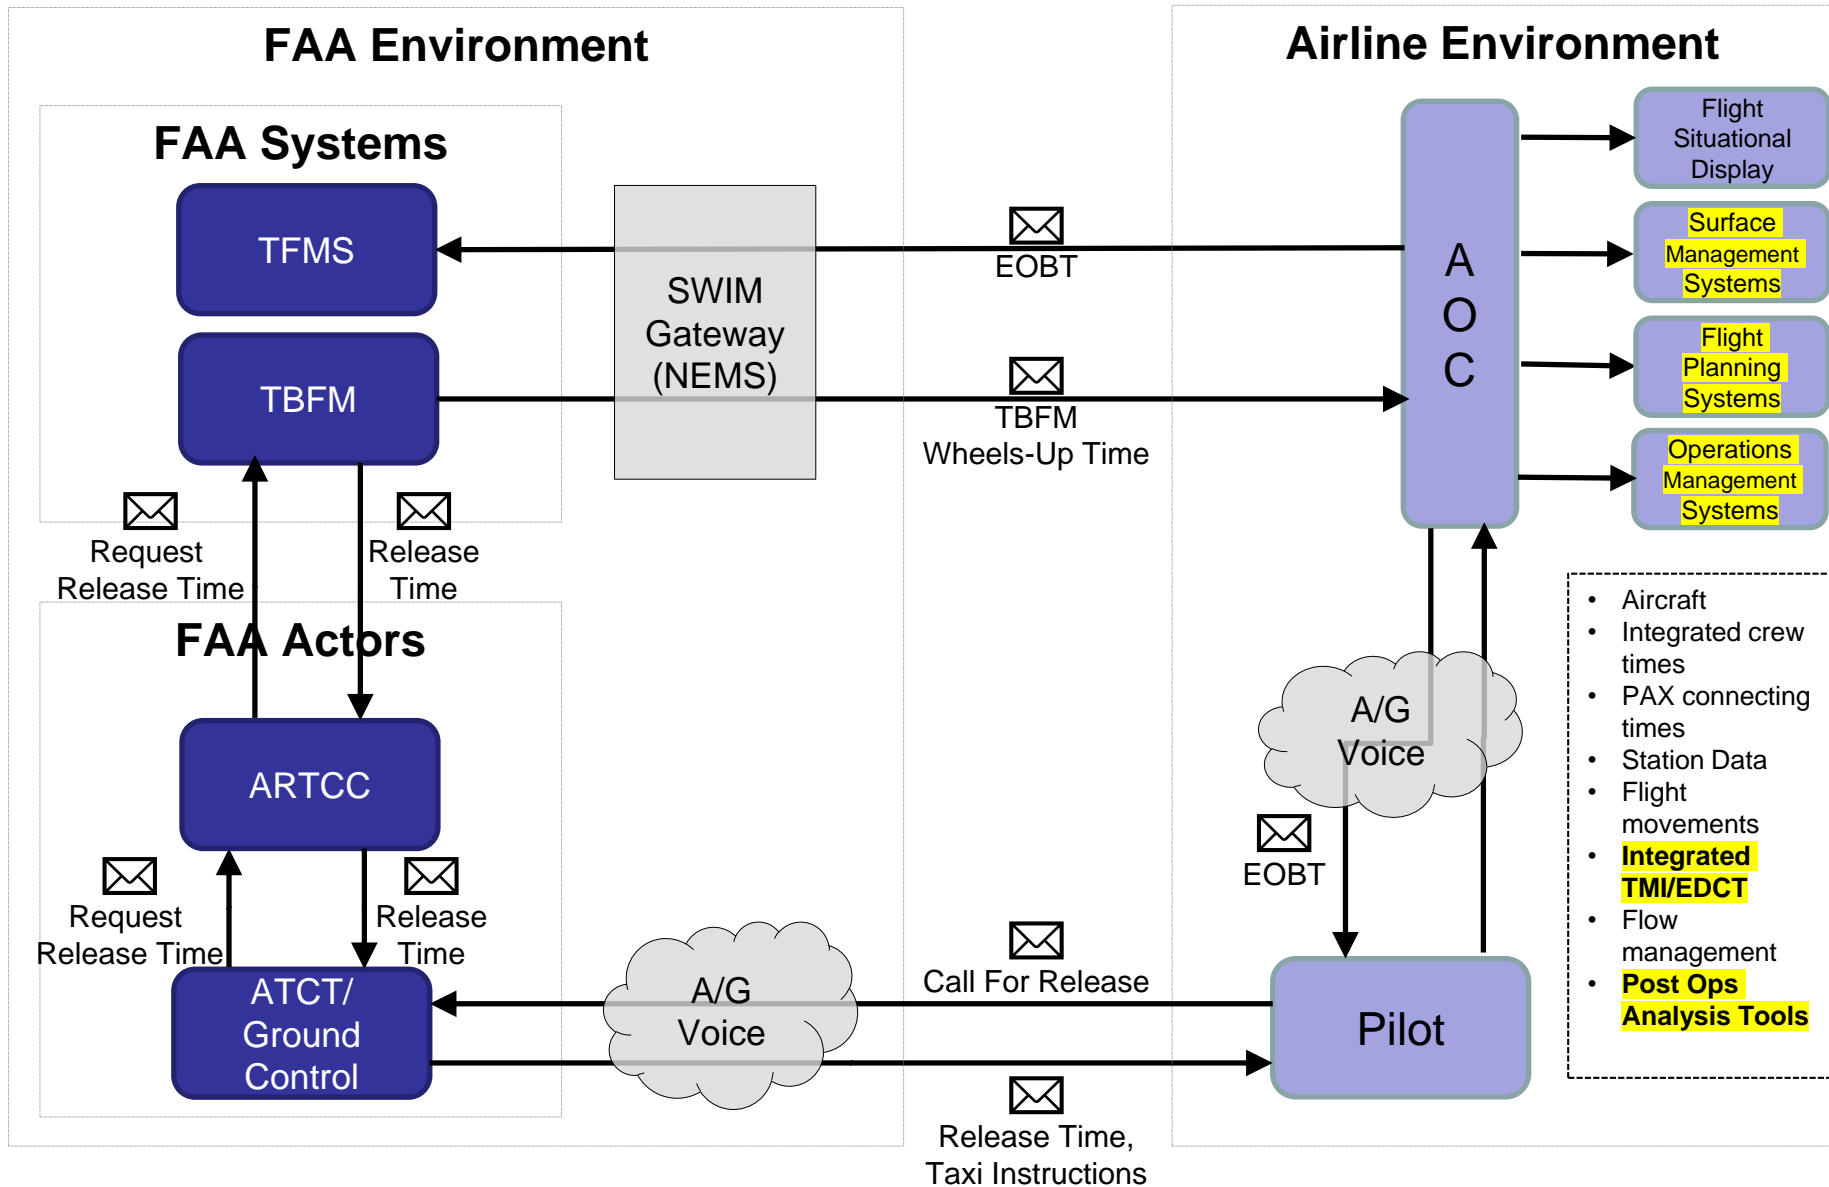 FAA Environment
Airline Environment
FAA Systems
TFMS
TBFM
SWIM
Gateway
(NEMS)
EOBT
TBFM
Wheels-Up Time
A
O
C
Flight
Situational
Display
Surface
Management
Systems
Flight
Planning
Systems
Operations
Management
Systems
Request
Release Time
Release
Time
FAA Actors
ARTCC
Request
Release Time
Release
Time
ATCT/
Ground
Control
A/G
Voice
Call For Release
Release Time,
Taxi Instructions
A/G
Voice
EOBT
Pilot
• Aircraft
• Integrated crew
times
• PAX connecting
times
• Station Data
• Flight
movements
• Integrated
TMI/EDCT
• Flow
management
• Post Ops
Analysis Tools